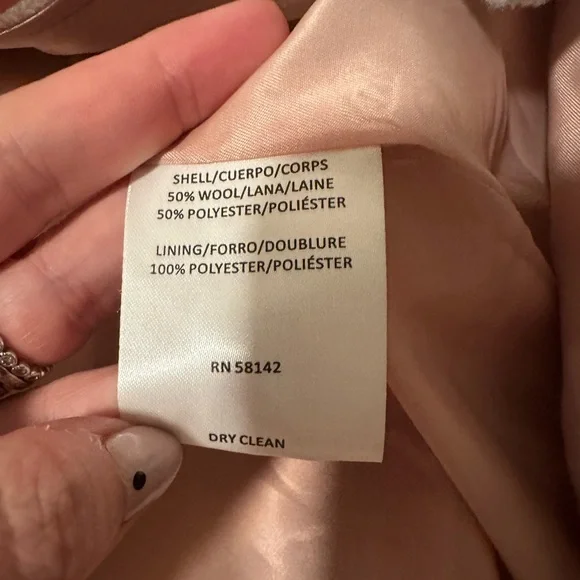 SHELL/CUERPO/CORPS
50% WOOL/LANA/LAINE
50% POLYESTER/POLIÉSTER
LINING/FORRO/DOUBLURE
100% POLYESTER/POLIÉSTER
RN 58142
DRY CLEAN